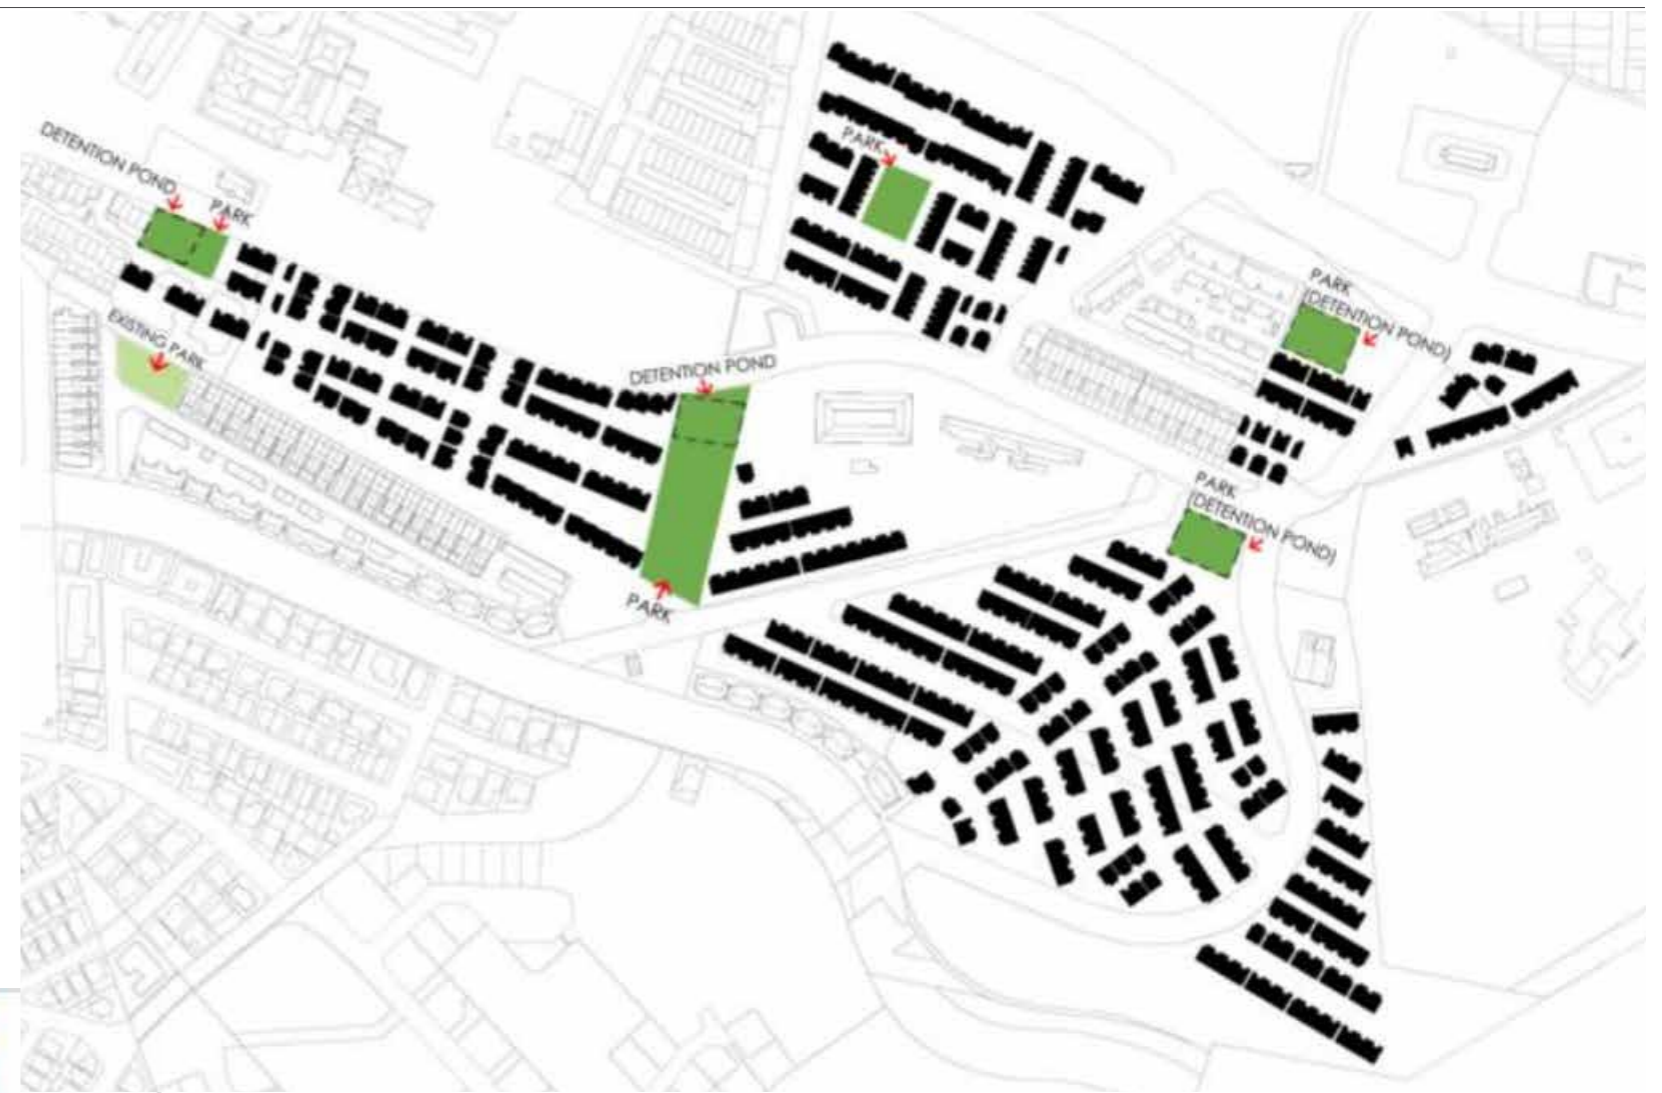 DETENTION POND
PARK
PARK
PARK
(DETENTION POND)
EXISTING PARK
DETENTION POND
PARK
(DETENTION POND)
PARK